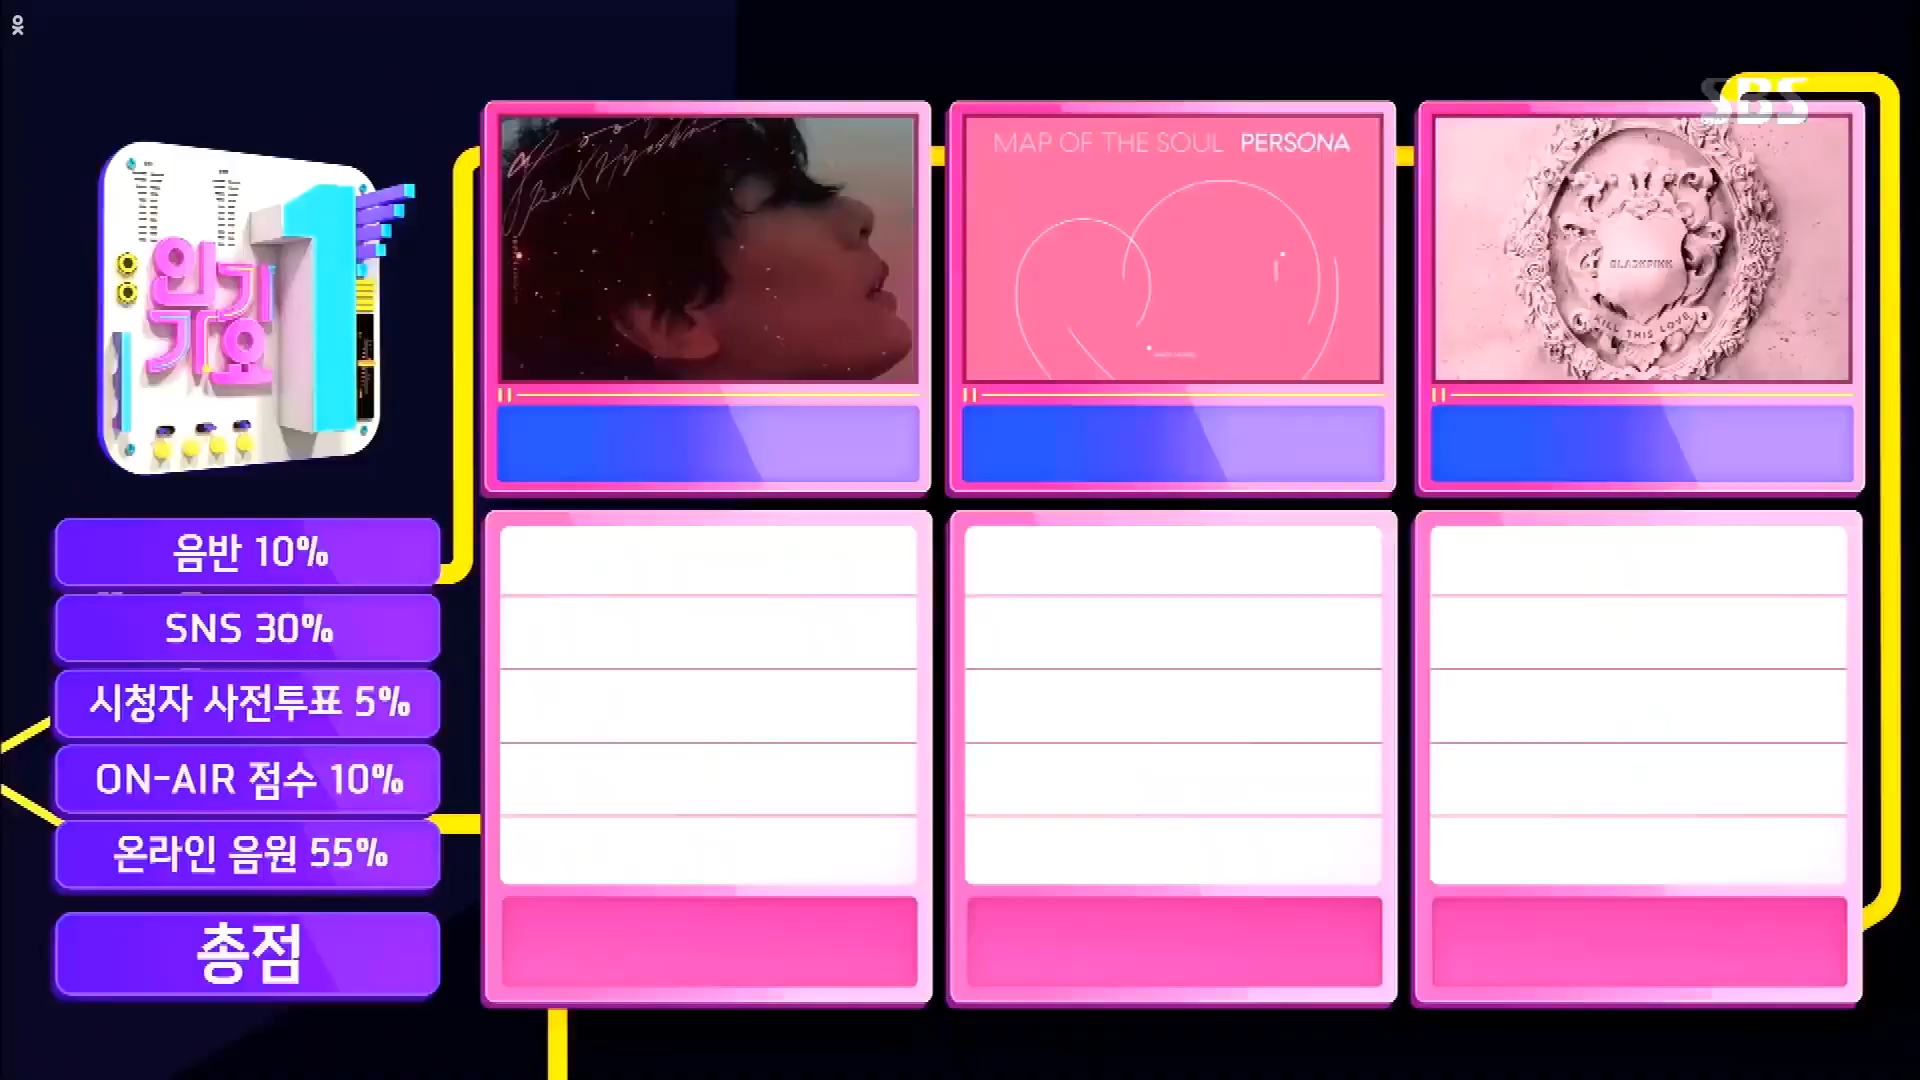 SBS
인기
가요
1
MAP OF THE SOUL PERSONA
BLACKPINK
KILL THIS LOVE
음반 10%
SNS 30%
시청자 사전투표 5%
ON-AIR 점수 10%
온라인 음원 55%
총점